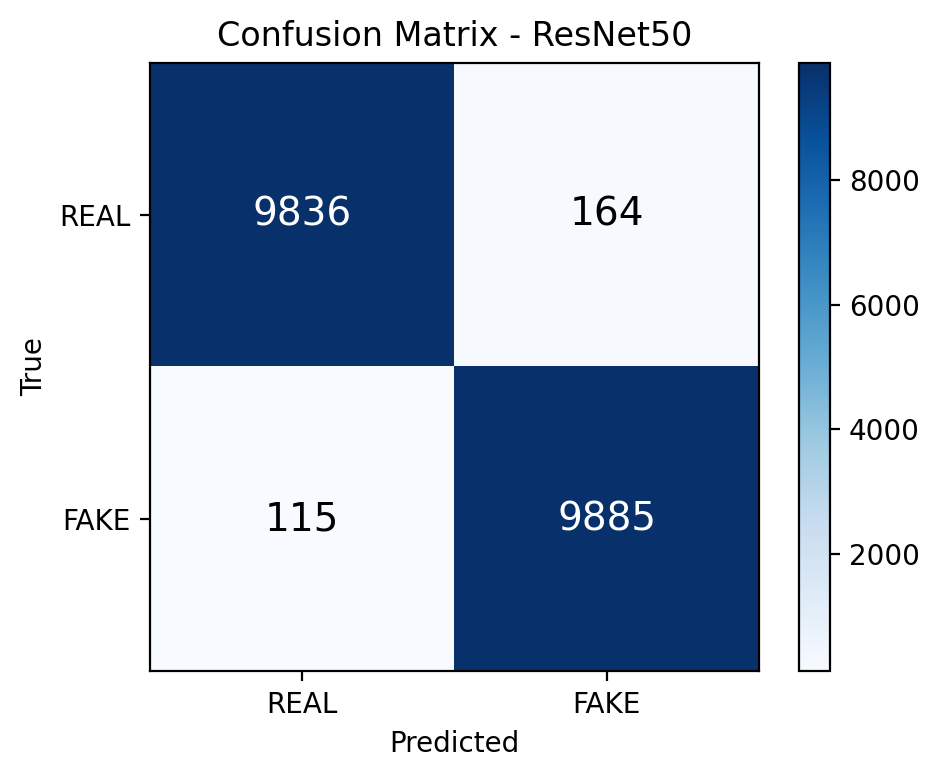 Confusion Matrix - ResNet50
REAL
9836
164
FAKE
115
9885
True
REAL
FAKE
Predicted
8000
6000
4000
2000